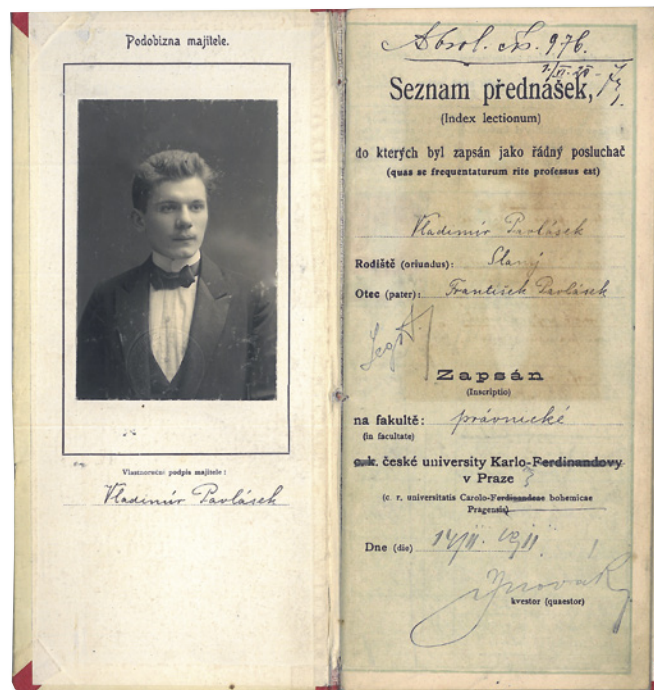 Podobizna majitele.
Vlastnoruční podpis majitele:
Vladimír Pavlásek
Absol. čís. 976.
Seznam přednášek,
(Index lectionum)
do kterých byl zapsán jako řádný posluchač
(quas se frequentaturum rite professus est)
Vladimír Pavlásek
Rodiště (oriundus): Slaný
Otec (pater): František Pavlásek
Zapsán
(Inscriptio)
na fakultě: právnické
(in facultate)
c. k. české university Karlo-Ferdinandovy
v Praze
(c. r. universitatis Carolo-Ferdinandeae bohemicae
Pragensis)
Dne (die)
kvestor (quaestor)